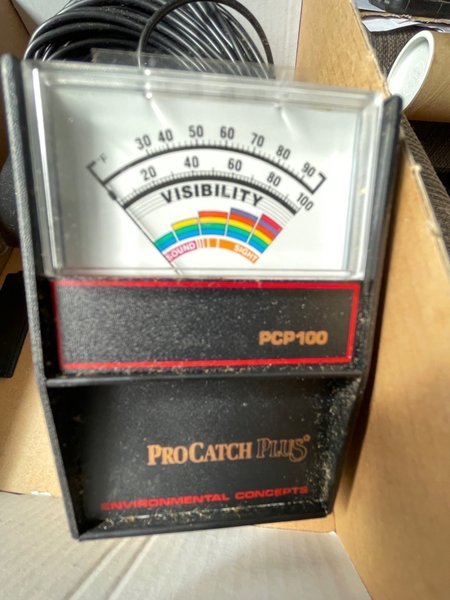 °F 30 40 50 60 70 80 90
20 40 60 80 100
VISIBILITY
SOUND SIGHT
PCP100
PROCATCH PLUS®
ENVIRONMENTAL CONCEPTS